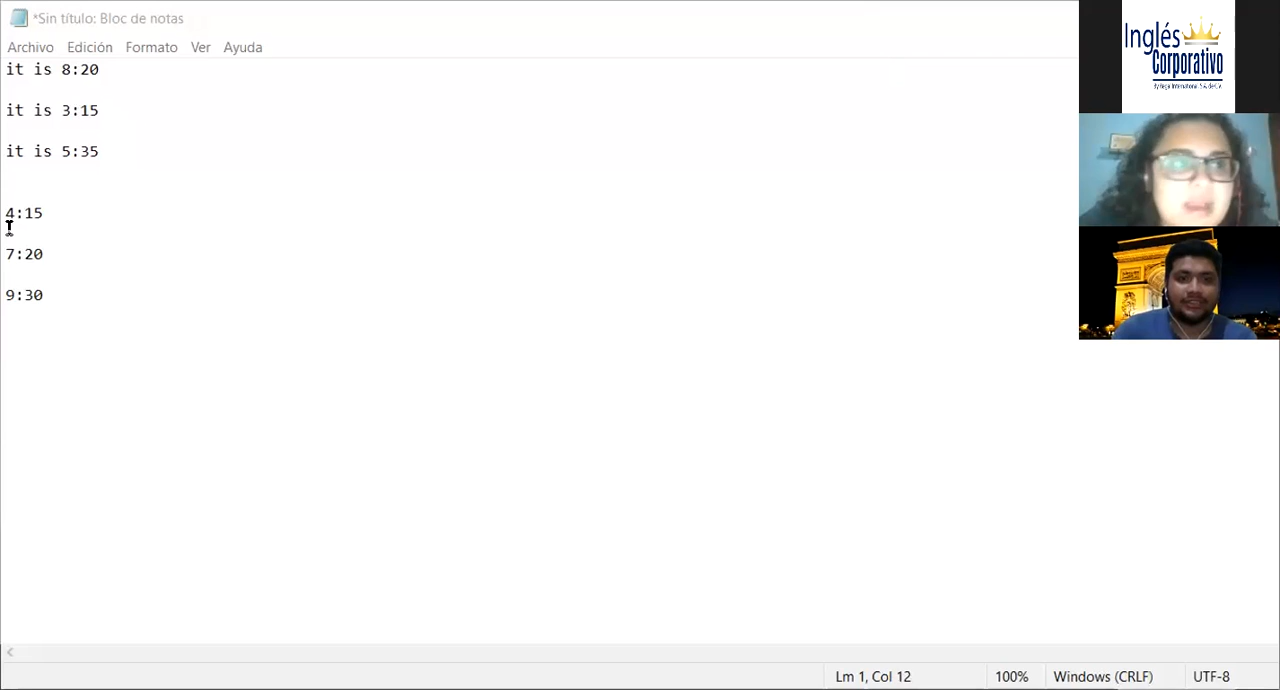 *Sin título: Bloc de notas
Archivo Edición Formato Ver Ayuda
it is 8:20
it is 3:15
it is 5:35
4:15
7:20
9:30
Inglés
Corporativo
Lm 1, Col 12 100% Windows (CRLF) UTF-8